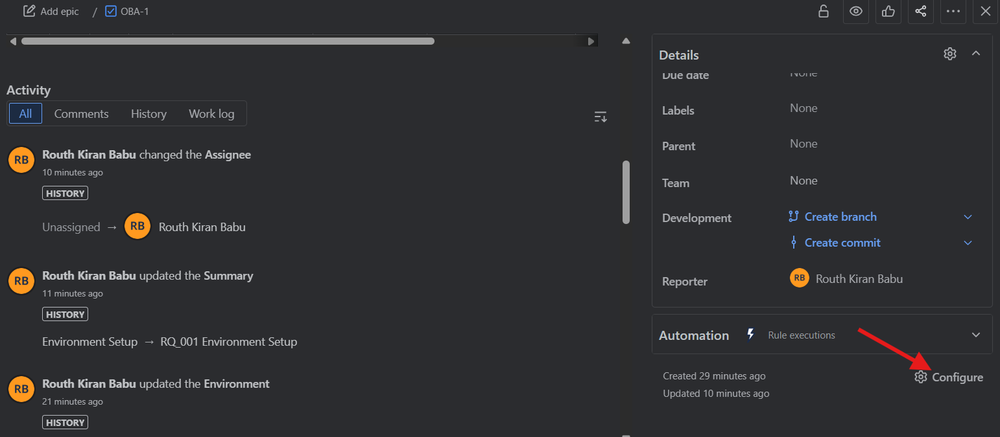 Add epic / OBA-1
Activity
All Comments History Work log
RB Routh Kiran Babu changed the Assignee
10 minutes ago
HISTORY
Unassigned → RB Routh Kiran Babu
RB Routh Kiran Babu updated the Summary
11 minutes ago
HISTORY
Environment Setup → RQ_001 Environment Setup
RB Routh Kiran Babu updated the Environment
21 minutes ago
HISTORY
Details
Due date None
Labels None
Parent None
Team None
Development Create branch
Create commit
Reporter RB Routh Kiran Babu
Automation Rule executions
Created 29 minutes ago
Configure
Updated 10 minutes ago